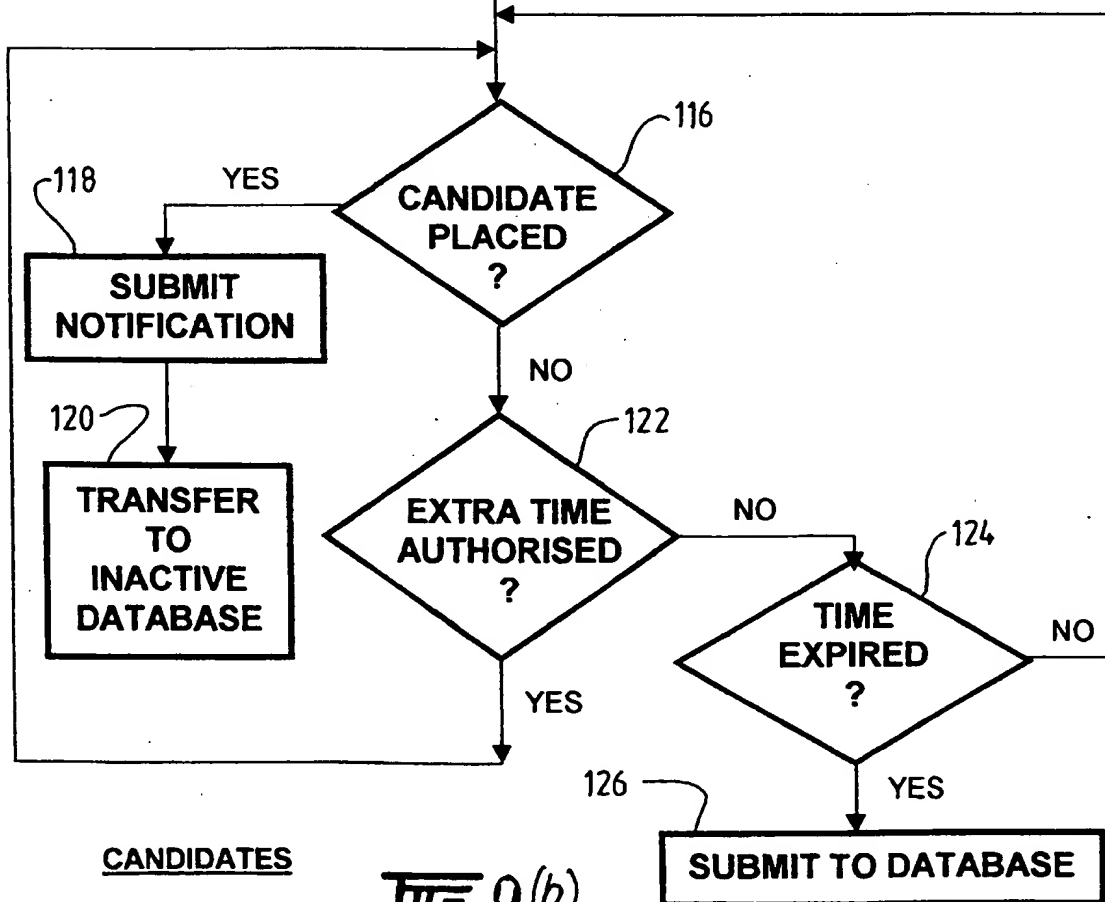 116
CANDIDATE
PLACED
?
YES
118
SUBMIT
NOTIFICATION
NO
120
TRANSFER
TO
INACTIVE
DATABASE
122
EXTRA TIME
AUTHORISED
?
NO
124
TIME
EXPIRED
?
NO
YES
YES
126
SUBMIT TO DATABASE
CANDIDATES
9(b)